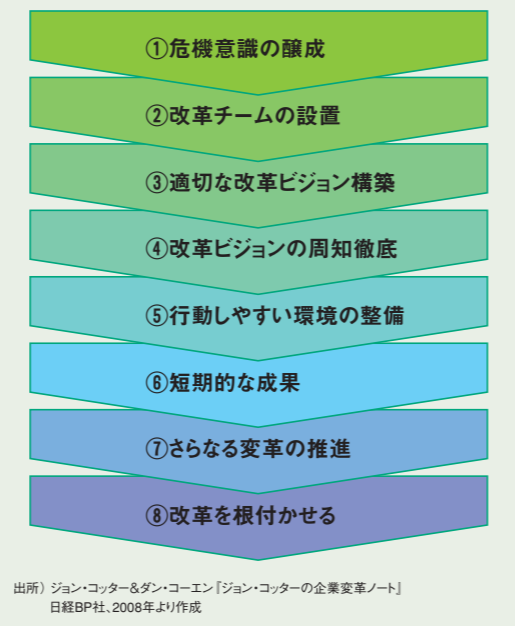 ①危機意識の醸成
②改革チームの設置
③適切な改革ビジョン構築
④改革ビジョンの周知徹底
⑤行動しやすい環境の整備
⑥短期的な成果
⑦さらなる変革の推進
⑧改革を根付かせる
出所）ジョン・コッター&ダン・コーエン『ジョン・コッターの企業変革ノート』
日経BP社、2008年より作成